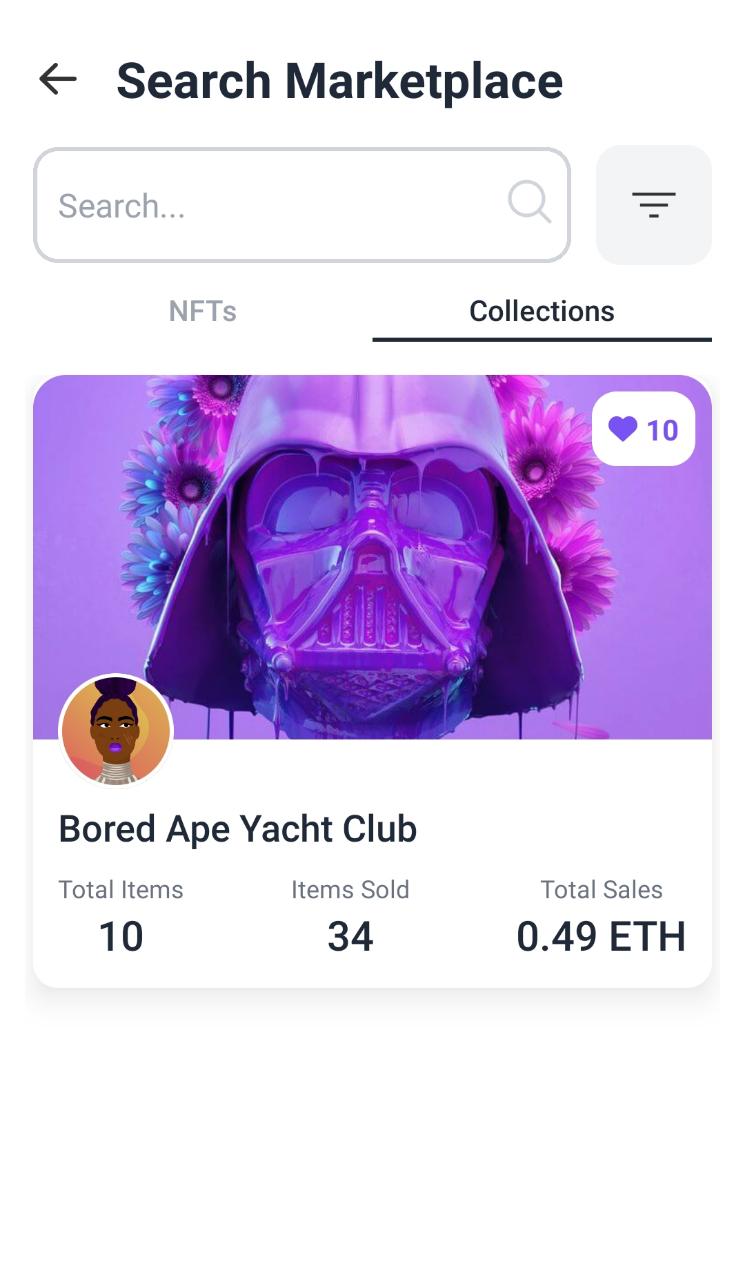 Search Marketplace
Search...
NFTs Collections
10
Bored Ape Yacht Club
Total Items Items Sold Total Sales
10 34 0.49 ETH